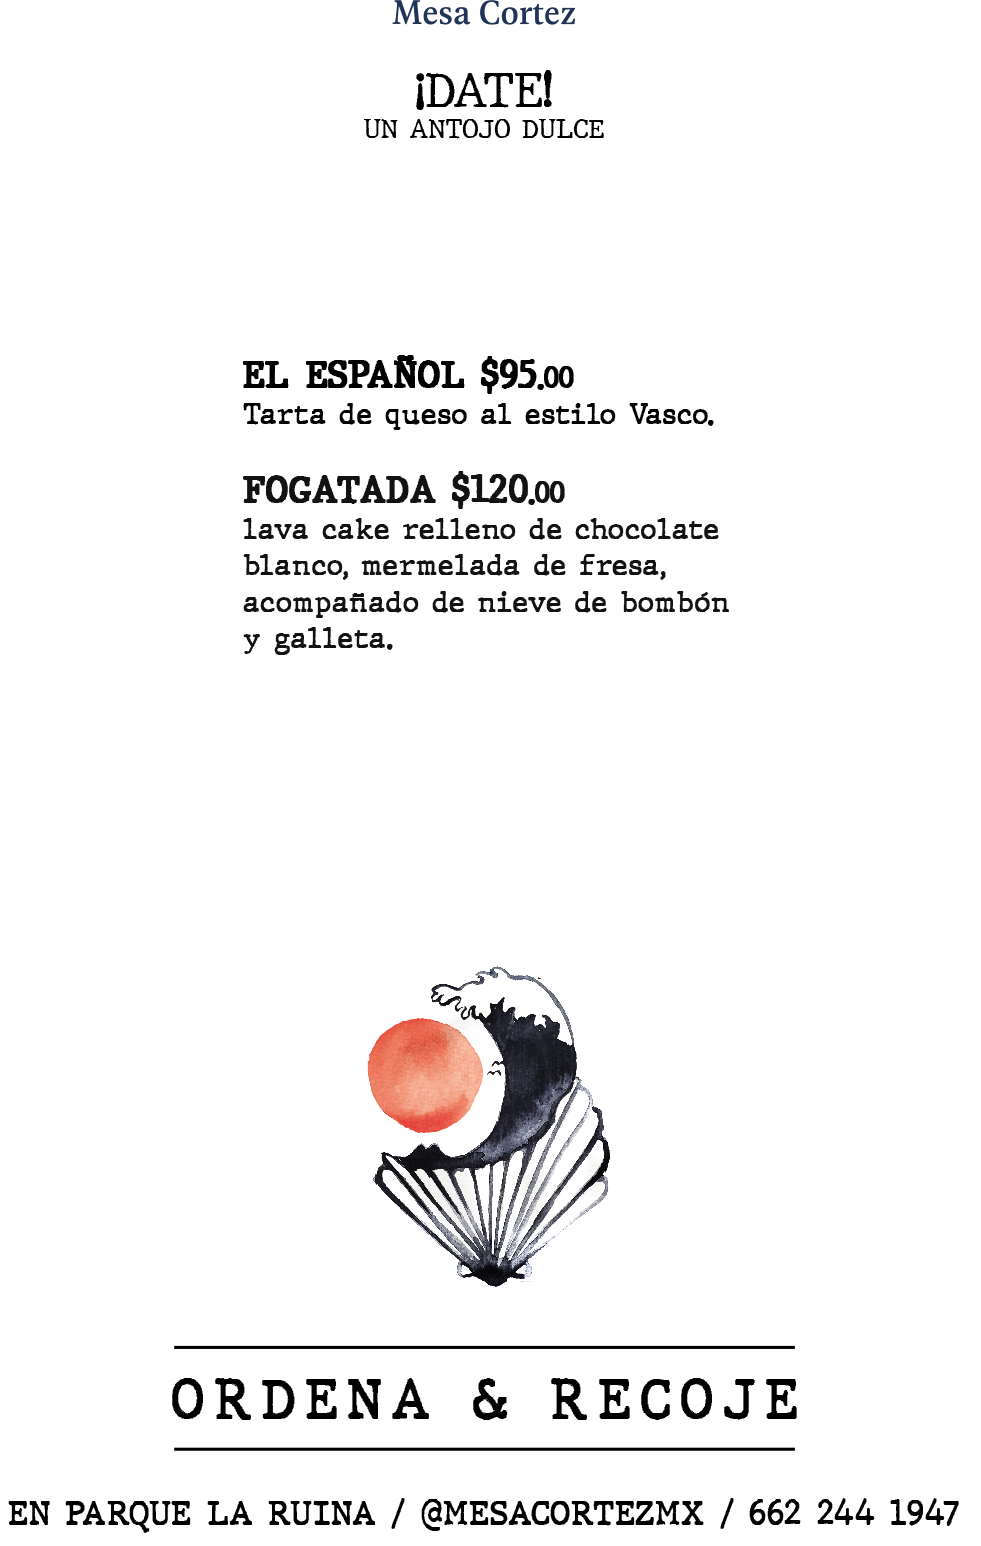 Mesa Cortez
¡DATE!
UN ANTOJO DULCE
EL ESPAÑOL $95.00
Tarta de queso al estilo Vasco.
FOGATADA $120.00
lava cake relleno de chocolate
blanco, mermelada de fresa,
acompañado de nieve de bombón
y galleta.
ORDENA & RECOJE
EN PARQUE LA RUINA / @MESACORTEZMX / 662 244 1947